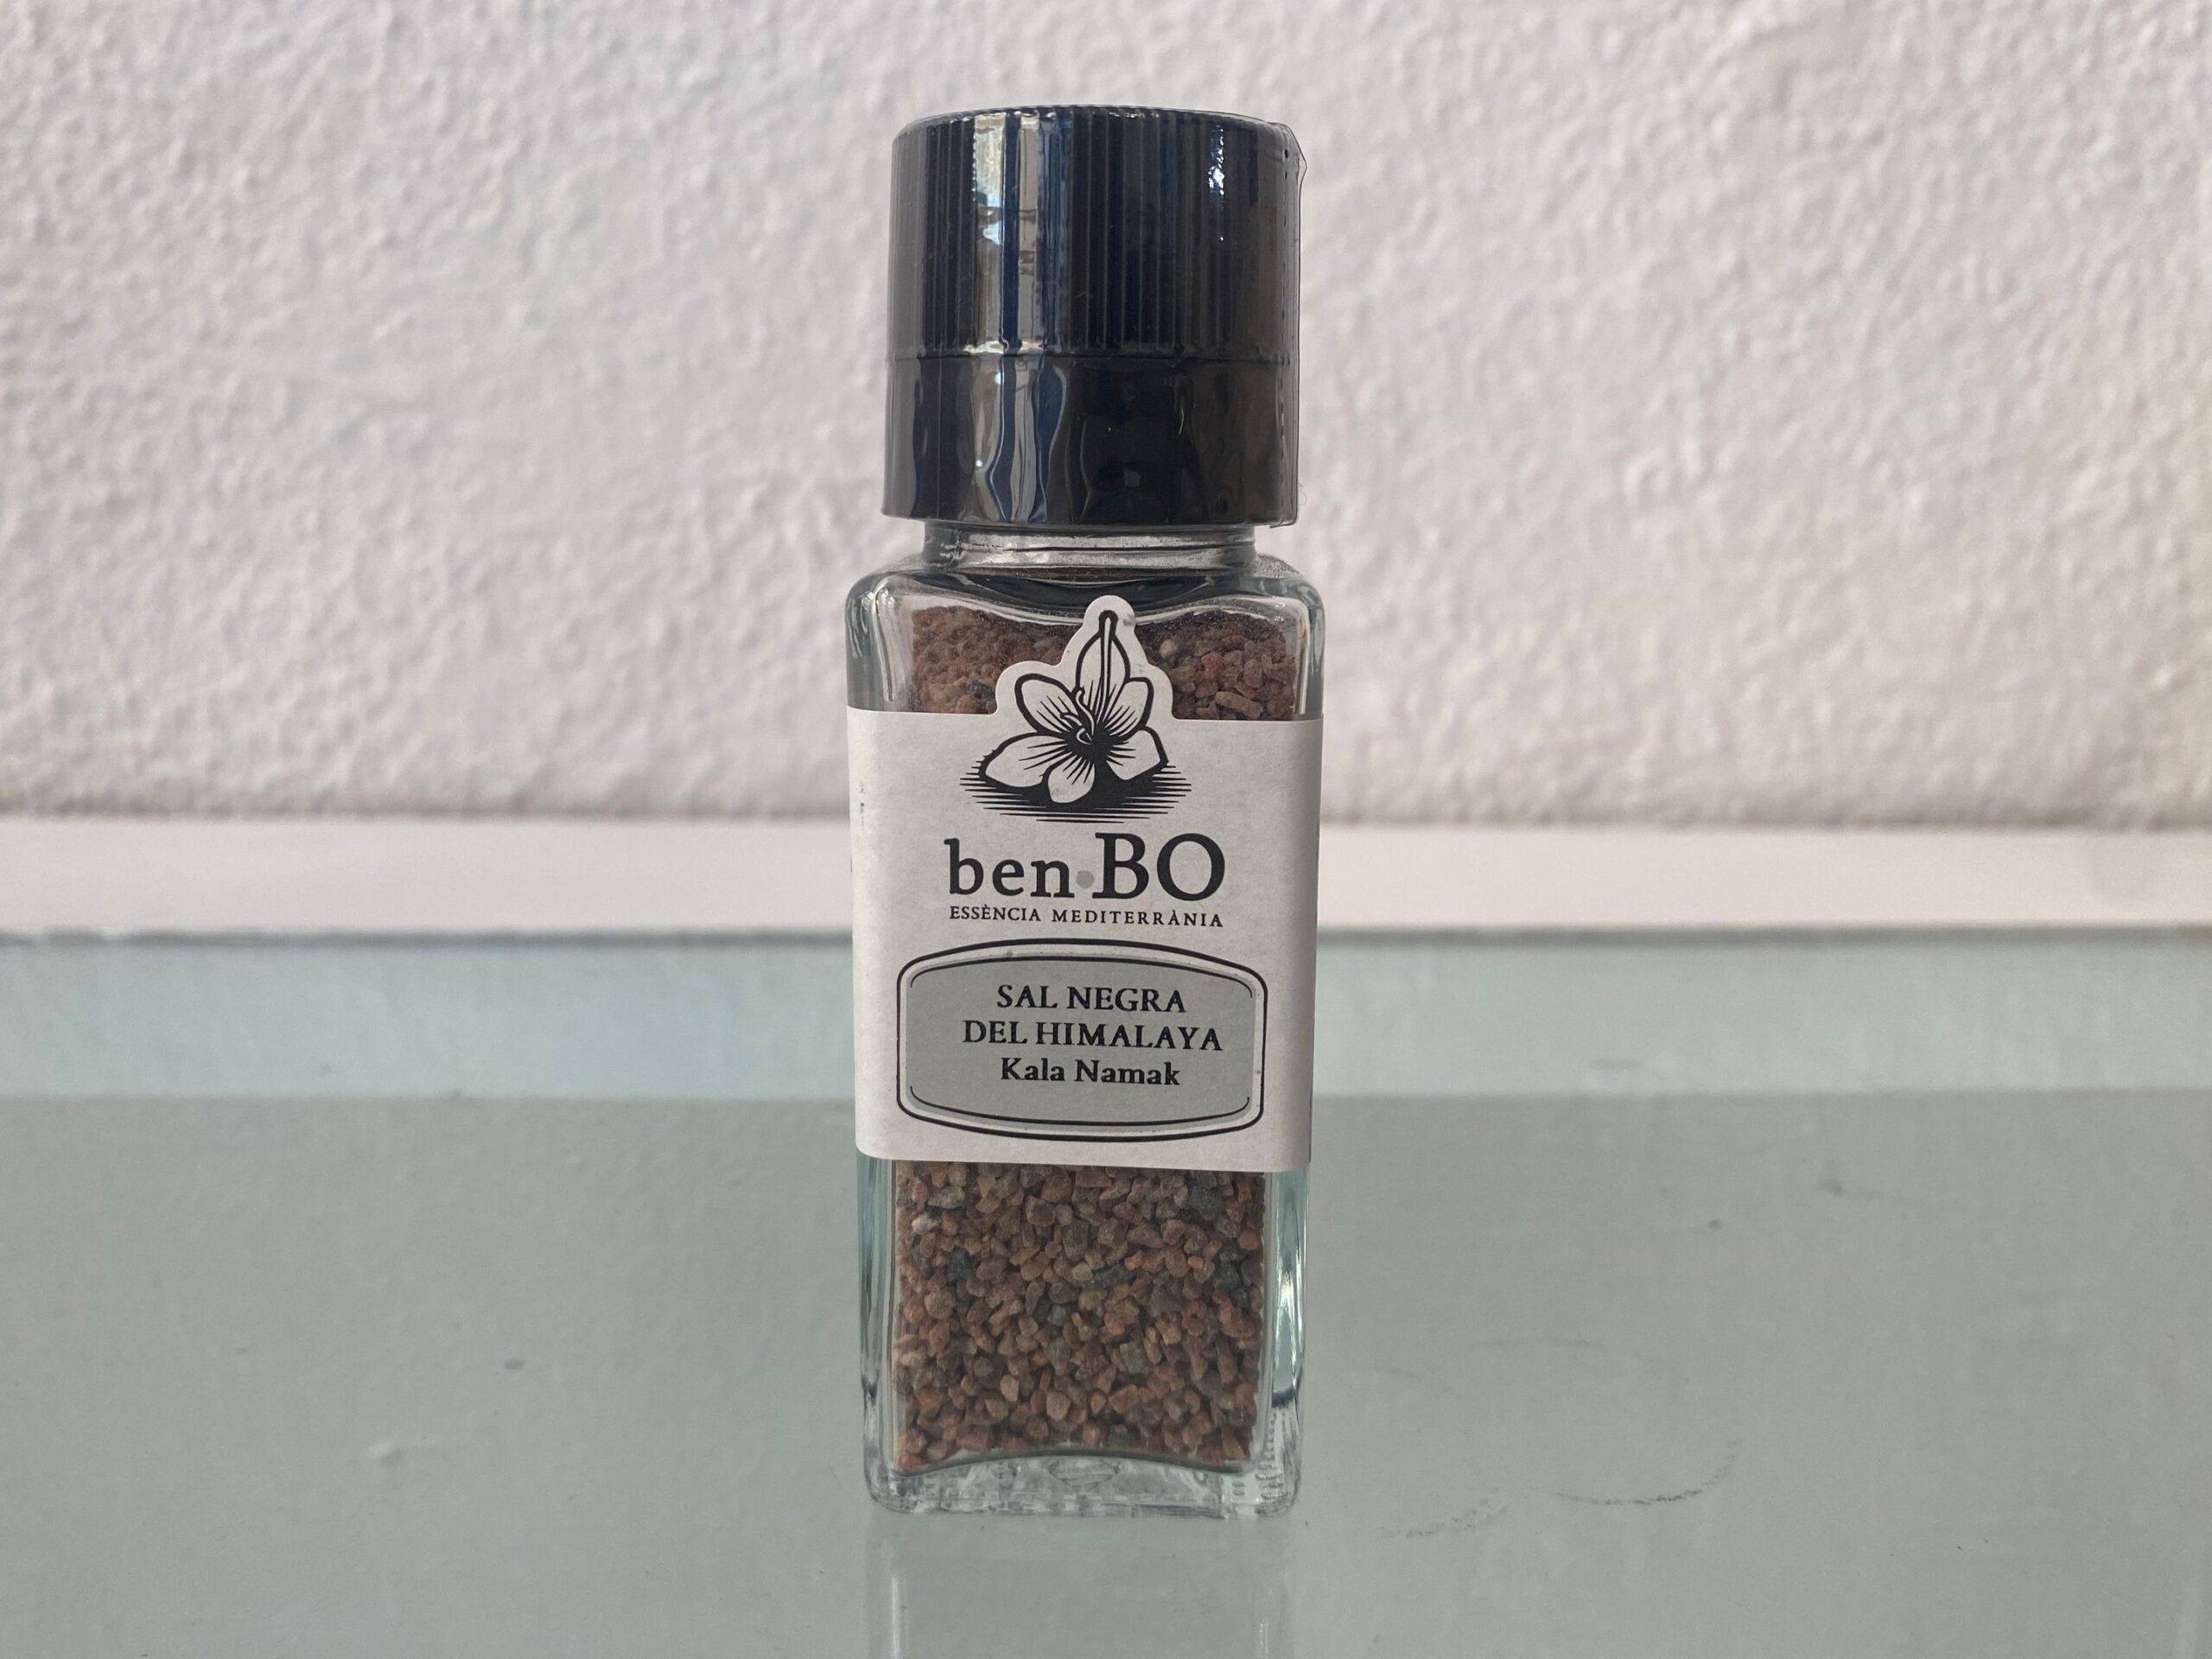 ben•BO
ESSÈNCIA MEDITERRÀNIA
SAL NEGRA
DEL HIMALAYA
Kala Namak